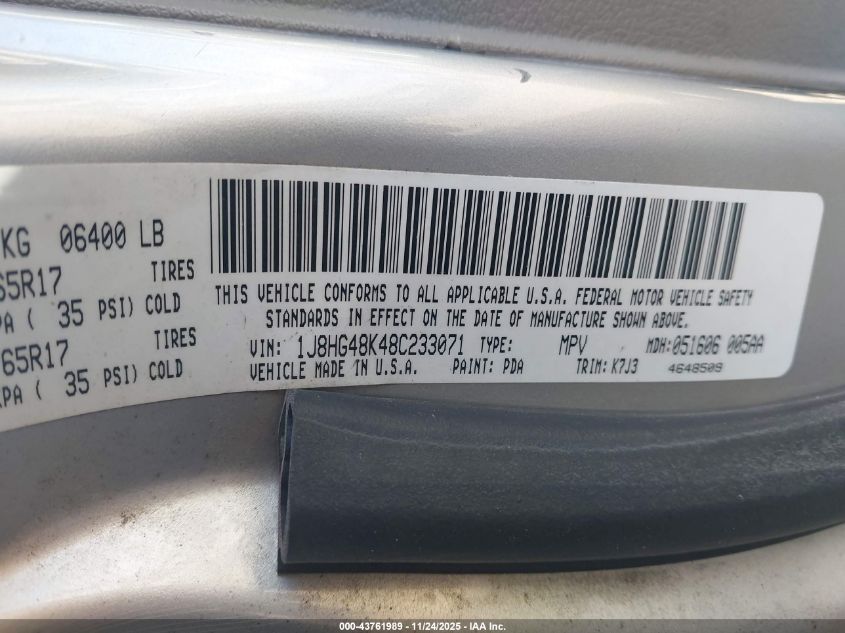 KG 06400 LB
65R17 TIRES
PA ( 35 PSI) COLD
65R17 TIRES
KPA ( 35 PSI) COLD
THIS VEHICLE CONFORMS TO ALL APPLICABLE U.S.A. FEDERAL MOTOR VEHICLE SAFETY
STANDARDS IN EFFECT ON THE DATE OF MANUFACTURE SHOWN ABOVE.
VIN: 1J8HG48K48C233071 TYPE: MPV MDH: 051606 005AA
VEHICLE MADE IN U.S.A. PAINT: PDA TRIM: K7J3 4648509
000-43761989 - 11/24/2025 - IAA Inc.